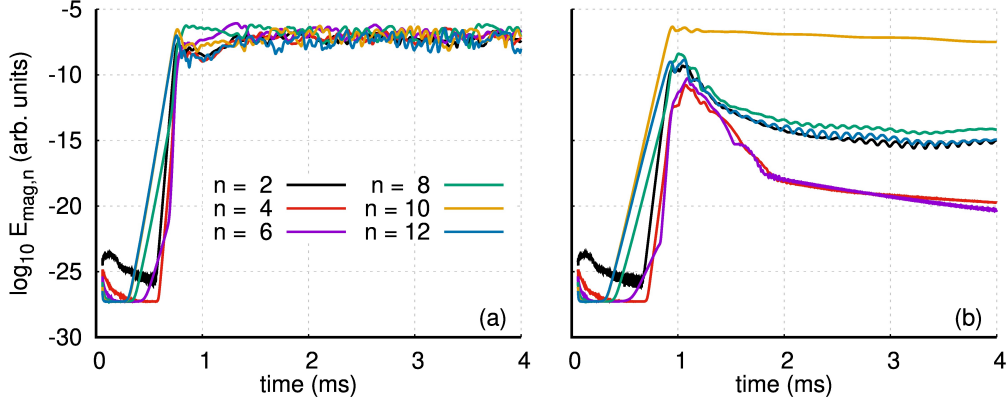 log10 Emag,n (arb. units)
-5
-10
-15
-20
-25
-30
n = 2
n = 4
n = 6
n = 8
n = 10
n = 12
(a)
0 1 2 3 4
time (ms)
(b)
0 1 2 3 4
time (ms)